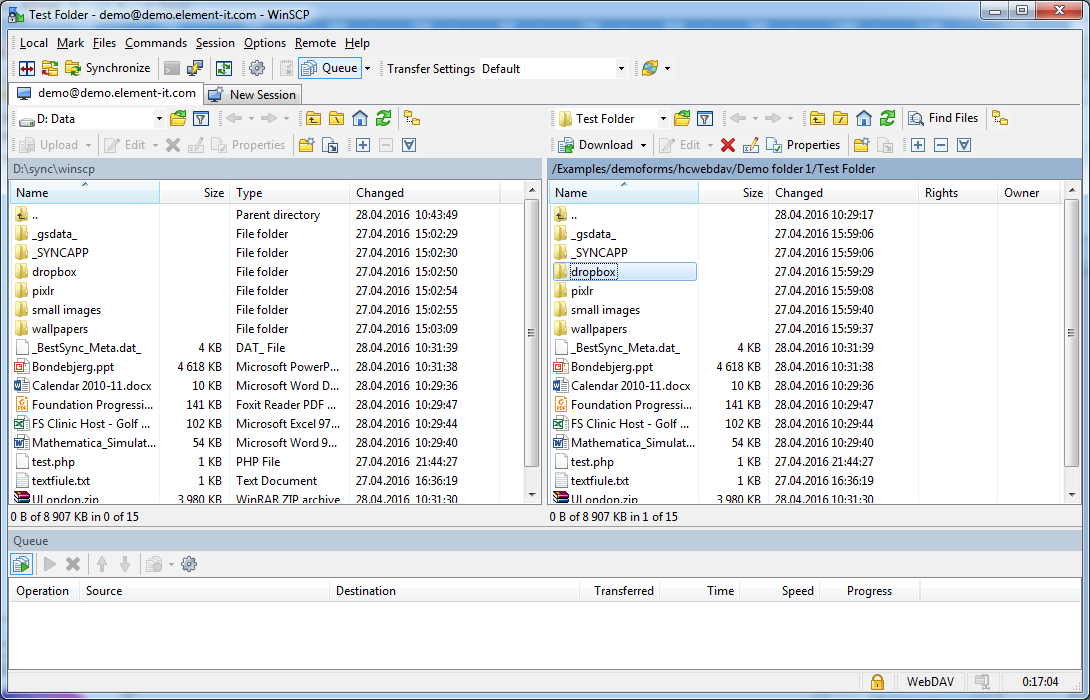 Test Folder - demo@demo.element-it.com - WinSCP
Local Mark Files Commands Session Options Remote Help
Synchronize Queue Transfer Settings Default
demo@demo.element-it.com New Session
D: Data Test Folder Find Files
Upload Edit Properties Download Edit Properties
D:\sync\winscp /Examples/demoforms/hcwebdav/Demo folder 1/Test Folder
Name Size Type Changed Name Size Changed Rights Owner
.. Parent directory 28.04.2016 10:43:49 .. 28.04.2016 10:29:17
_gsdata_ File folder 27.04.2016 15:02:29 _gsdata_ 27.04.2016 15:59:06
_SYNCAPP File folder 27.04.2016 15:02:30 _SYNCAPP 27.04.2016 15:59:06
dropbox File folder 27.04.2016 15:02:50 dropbox 27.04.2016 15:59:29
pixlr File folder 27.04.2016 15:02:54 pixlr 27.04.2016 15:59:08
small images File folder 27.04.2016 15:02:55 small images 27.04.2016 15:59:40
wallpapers File folder 27.04.2016 15:03:09 wallpapers 27.04.2016 15:59:37
_BestSync_Meta.dat_ 4 KB DAT_ File 28.04.2016 10:31:39 _BestSync_Meta.dat_ 4 KB 28.04.2016 10:31:39
Bondebjerg.ppt 4 618 KB Microsoft PowerP... 28.04.2016 10:31:38 Bondebjerg.ppt 4 618 KB 28.04.2016 10:31:38
Calendar 2010-11.docx 10 KB Microsoft Word D... 28.04.2016 10:29:36 Calendar 2010-11.docx 10 KB 28.04.2016 10:29:36
Foundation Progressi... 141 KB Foxit Reader PDF ... 28.04.2016 10:29:47 Foundation Progressi... 141 KB 28.04.2016 10:29:47
FS Clinic Host - Golf ... 102 KB Microsoft Excel 97... 28.04.2016 10:29:44 FS Clinic Host - Golf ... 102 KB 28.04.2016 10:29:44
Mathematica_Simulat... 54 KB Microsoft Word 9... 28.04.2016 10:29:40 Mathematica_Simulat... 54 KB 28.04.2016 10:29:40
test.php 1 KB PHP File 27.04.2016 21:44:27 test.php 1 KB 27.04.2016 21:44:27
textfiule.txt 1 KB Text Document 27.04.2016 16:36:19 textfiule.txt 1 KB 27.04.2016 16:36:19
ULondon.zip 3 980 KB WinRAR ZIP archive 28.04.2016 10:31:30 ULondon.zip 3 980 KB 28.04.2016 10:31:30
0 B of 8 907 KB in 0 of 15 0 B of 8 907 KB in 1 of 15
Queue
Operation Source Destination Transferred Time Speed Progress
WebDAV 0:17:04